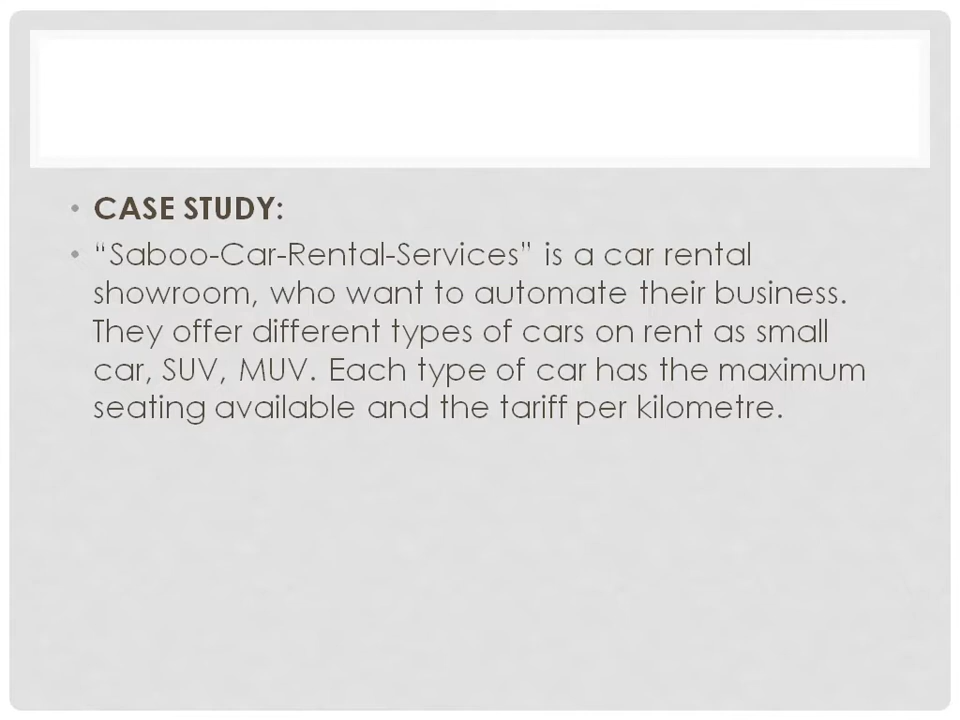 • CASE STUDY:
• “Saboo-Car-Rental-Services” is a car rental
showroom, who want to automate their business.
They offer different types of cars on rent as small
car, SUV, MUV. Each type of car has the maximum
seating available and the tariff per kilometre.